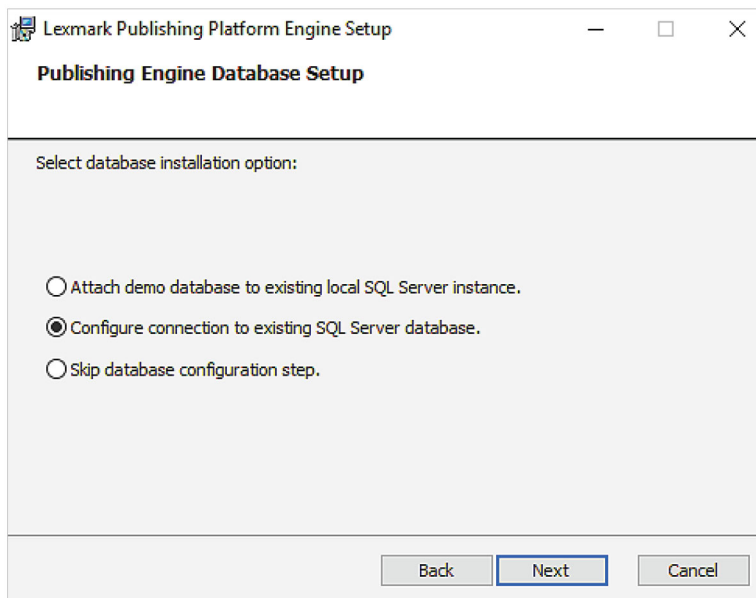 Lexmark Publishing Platform Engine Setup
Publishing Engine Database Setup
Select database installation option:
Attach demo database to existing local SQL Server instance.
Configure connection to existing SQL Server database.
Skip database configuration step.
Back Next Cancel